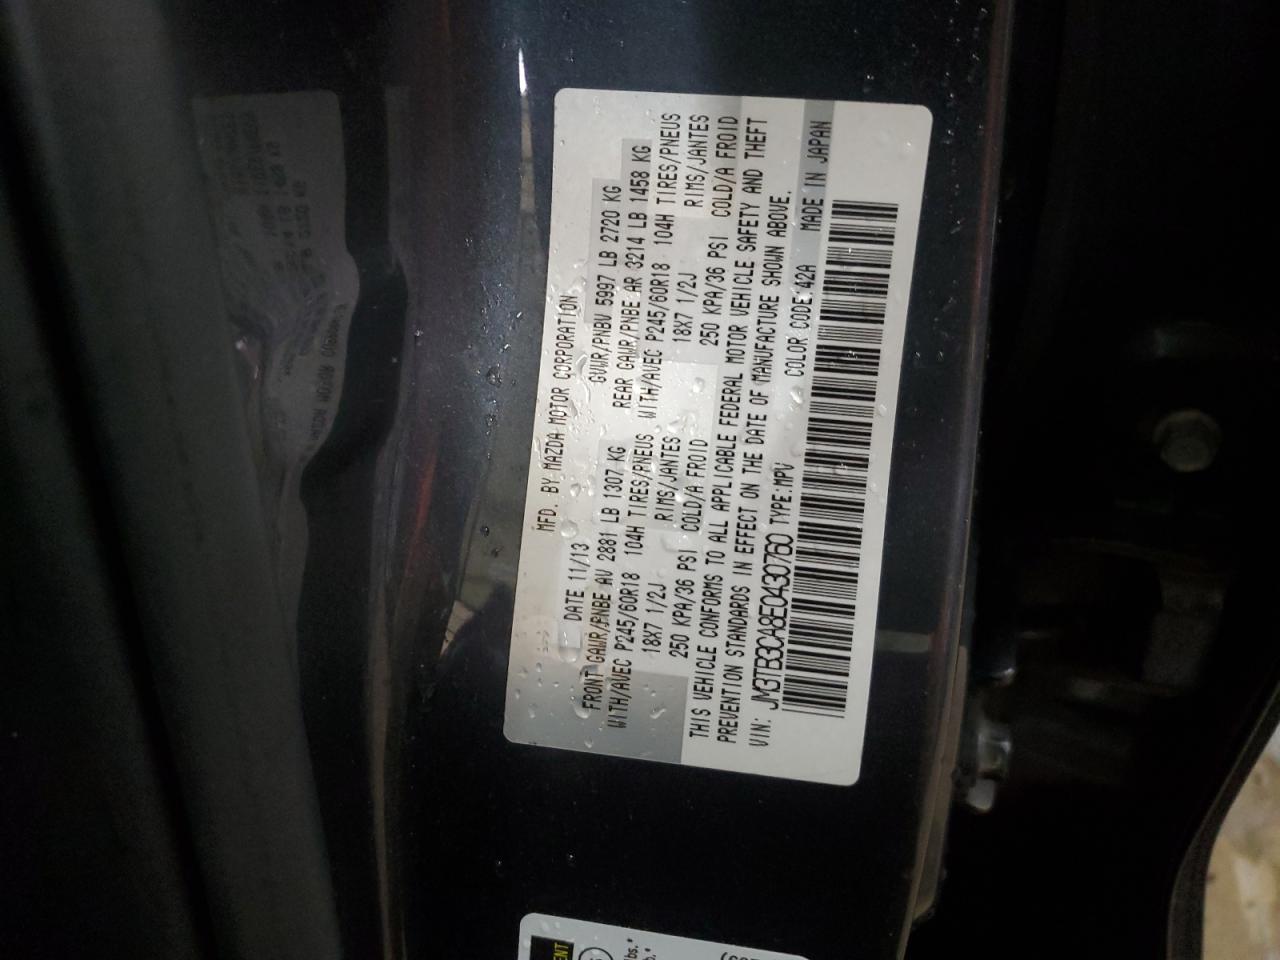 MFD. BY MAZDA MOTOR CORPORATION
DATE 11/13 GVWR/PNBV 5997 LB 2720 KG
FRONT GAWR/PNBE AV 2881 LB 1307 KG REAR GAWR/PNBE AR 3214 LB 1458 KG
WITH/AVEC P245/60R18 104H TIRES/PNEUS WITH/AVEC P245/60R18 104H TIRES/PNEUS
18X7 1/2J RIMS/JANTES 18X7 1/2J RIMS/JANTES
250 KPA/36 PSI COLD/A FROID 250 KPA/36 PSI COLD/A FROID
THIS VEHICLE CONFORMS TO ALL APPLICABLE FEDERAL MOTOR VEHICLE SAFETY AND THEFT
PREVENTION STANDARDS IN EFFECT ON THE DATE OF MANUFACTURE SHOWN ABOVE.
VIN: JM3TB3CA8E0430760 TYPE:MPV COLOR CODE:42A MADE IN JAPAN
lbs.*